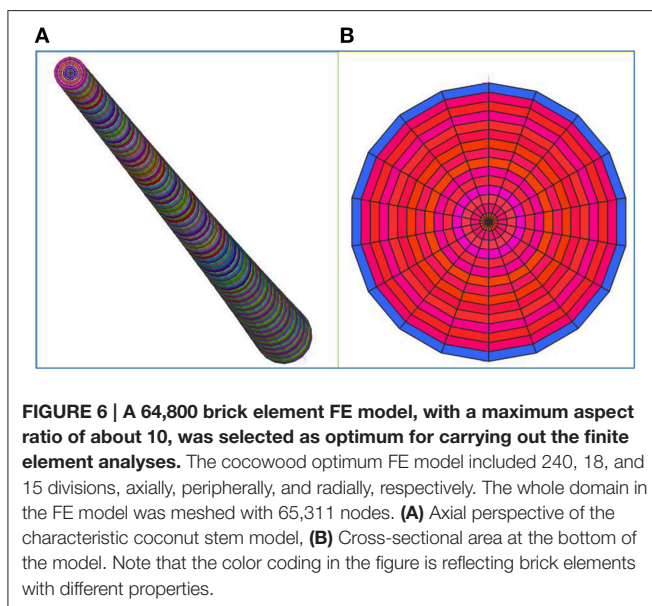 A
B
FIGURE 6 | A 64,800 brick element FE model, with a maximum aspect
ratio of about 10, was selected as optimum for carrying out the finite
element analyses. The cocowood optimum FE model included 240, 18, and
15 divisions, axially, peripherally, and radially, respectively. The whole domain in
the FE model was meshed with 65,311 nodes. (A) Axial perspective of the
characteristic coconut stem model, (B) Cross-sectional area at the bottom of
the model. Note that the color coding in the figure is reflecting brick elements
with different properties.